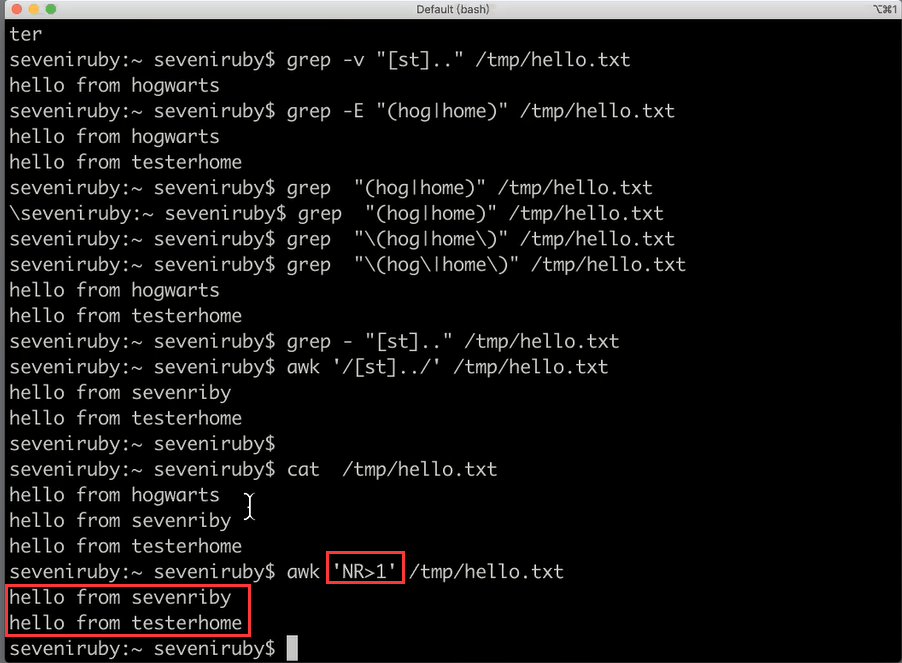 Default (bash)
⌥⌘1
ter
seveniruby:~ seveniruby$ grep -v "[st].." /tmp/hello.txt
hello from hogwarts
seveniruby:~ seveniruby$ grep -E "(hog|home)" /tmp/hello.txt
hello from hogwarts
hello from testerhome
seveniruby:~ seveniruby$ grep  "(hog|home)" /tmp/hello.txt
\seveniruby:~ seveniruby$ grep  "(hog|home)" /tmp/hello.txt
seveniruby:~ seveniruby$ grep  "\(hog|home\)" /tmp/hello.txt
seveniruby:~ seveniruby$ grep  "\(hog\|home\)" /tmp/hello.txt
hello from hogwarts
hello from testerhome
seveniruby:~ seveniruby$ grep - "[st].." /tmp/hello.txt
seveniruby:~ seveniruby$ awk '/[st]../' /tmp/hello.txt
hello from sevenriby
hello from testerhome
seveniruby:~ seveniruby$
seveniruby:~ seveniruby$ cat  /tmp/hello.txt
hello from hogwarts
hello from sevenriby
hello from testerhome
seveniruby:~ seveniruby$ awk 'NR>1' /tmp/hello.txt
hello from sevenriby
hello from testerhome
seveniruby:~ seveniruby$